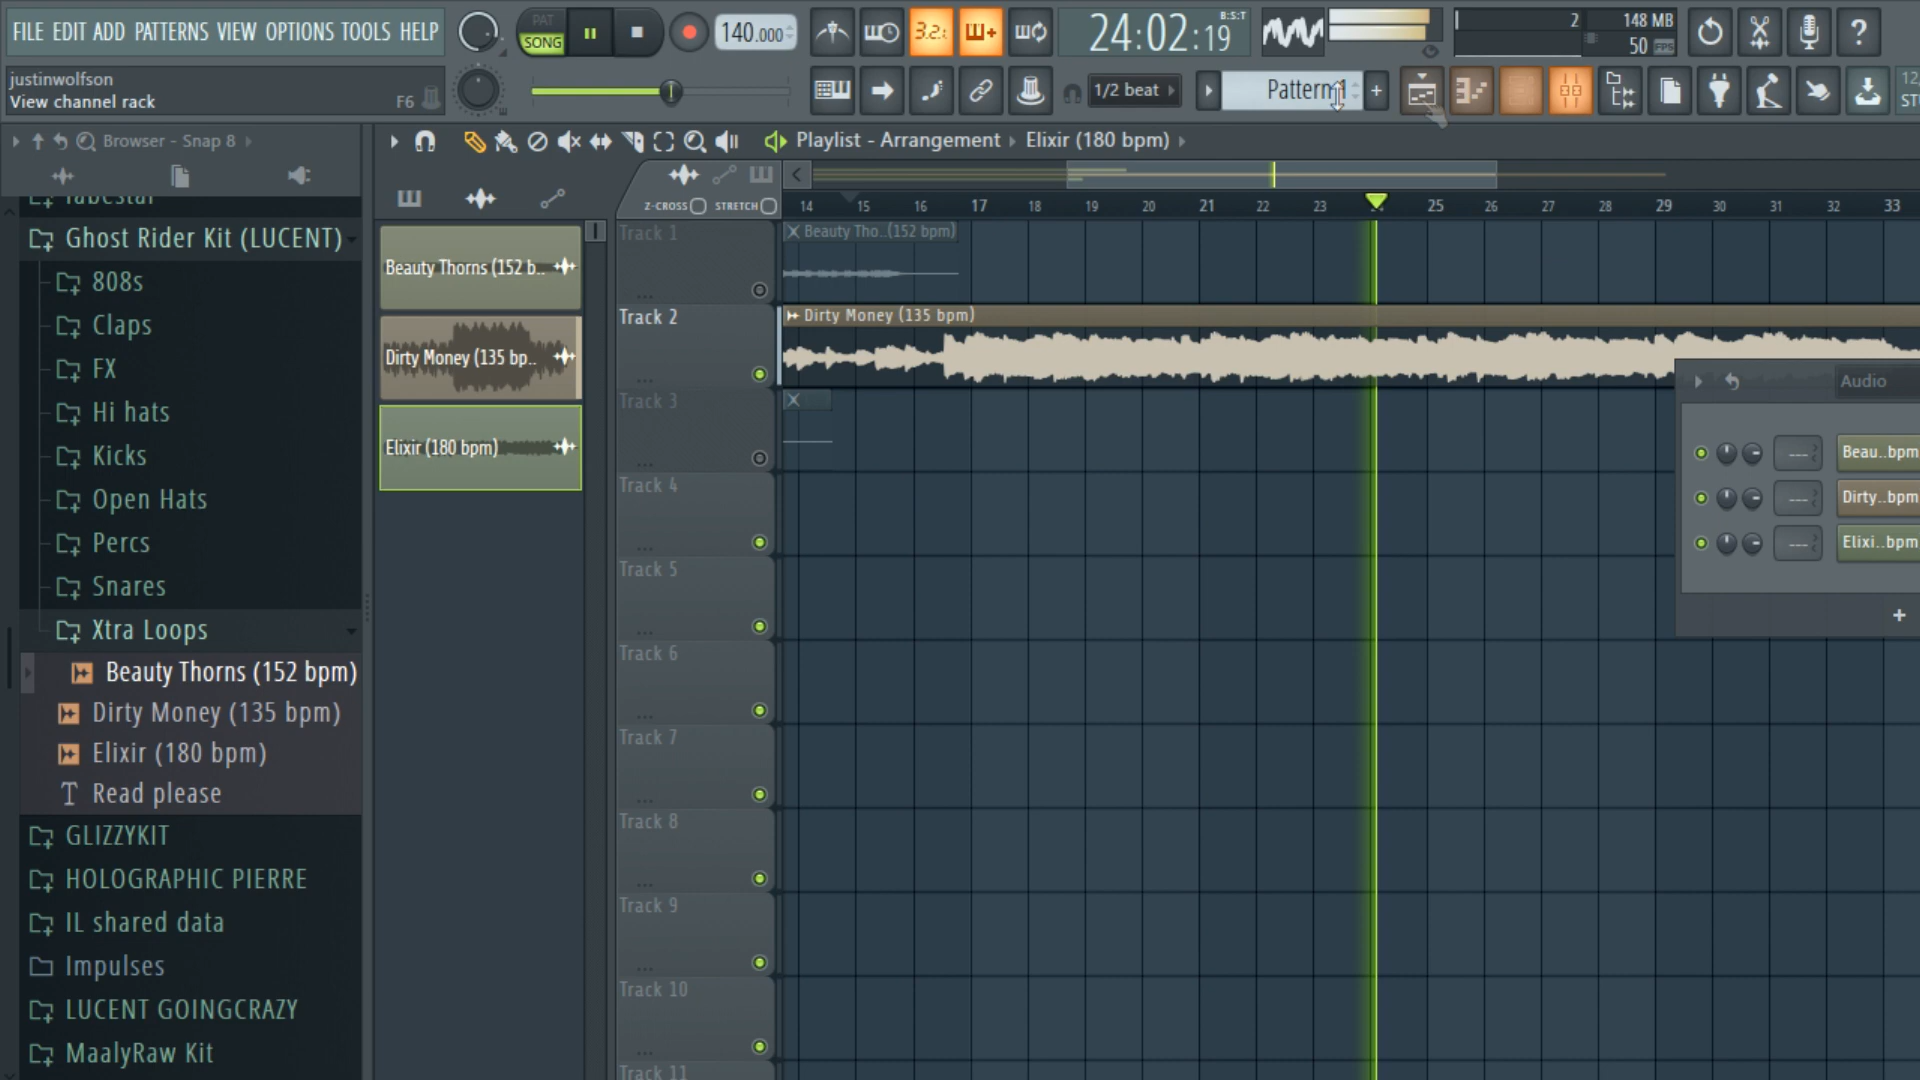 FILE EDIT ADD PATTERNS VIEW OPTIONS TOOLS HELP
PAT
SONG
140.000
3.2.
24:02:19
B:S:T
2
148 MB
50 FPS
?
justinwolfson
View channel rack
F6
1/2 beat
Pattern 1
+
Browser - Snap 8
Playlist - Arrangement
Elixir (180 bpm)
Z-CROSS
STRETCH
14 15 16 17 18 19 20 21 22 23 25 26 27 28 29 30 31 32 33
Ghost Rider Kit (LUCENT)
808s
Claps
FX
Hi hats
Kicks
Open Hats
Percs
Snares
Xtra Loops
Beauty Thorns (152 bpm)
Dirty Money (135 bpm)
Elixir (180 bpm)
Read please
GLIZZYKIT
HOLOGRAPHIC PIERRE
IL shared data
Impulses
LUCENT GOINGCRAZY
MaalyRaw Kit
Beauty Thorns (152 b..
Dirty Money (135 bp..
Elixir (180 bpm)
Track 1
Beauty Tho..(152 bpm)
Track 2
Dirty Money (135 bpm)
Track 3
Track 4
Track 5
Track 6
Track 7
Track 8
Track 9
Track 10
Track 11
Audio
Beau..bpm
Dirty..bpm
Elixi..bpm
+